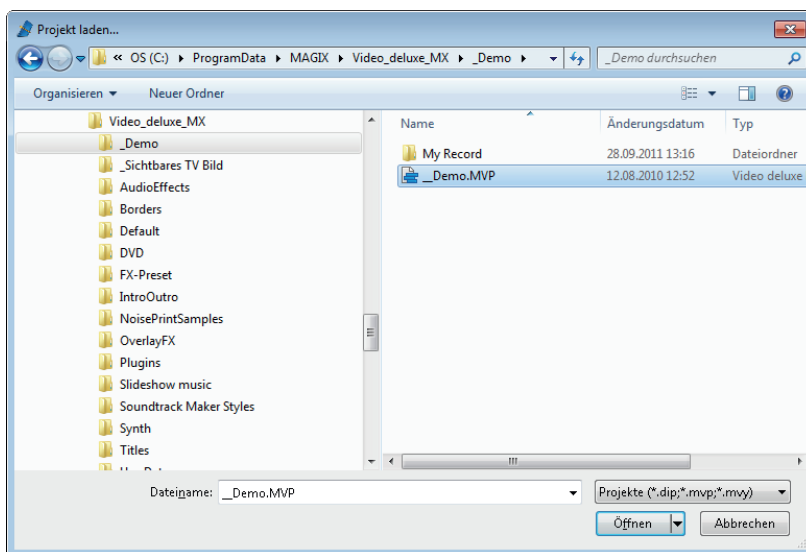 Projekt laden...
« OS (C:) ▸ ProgramData ▸ MAGIX ▸ Video_deluxe_MX ▸ _Demo ▸
_Demo durchsuchen
Organisieren Neuer Ordner
Video_deluxe_MX
_Demo
_Sichtbares TV Bild
AudioEffects
Borders
Default
DVD
FX-Preset
IntroOutro
NoisePrintSamples
OverlayFX
Plugins
Slideshow music
Soundtrack Maker Styles
Synth
Titles
Name Änderungsdatum Typ
My Record 28.09.2011 13:16 Dateiordner
__Demo.MVP 12.08.2010 12:52 Video deluxe
Dateiname: __Demo.MVP
Projekte (*.dip;*.mvp;*.mvy)
Öffnen Abbrechen